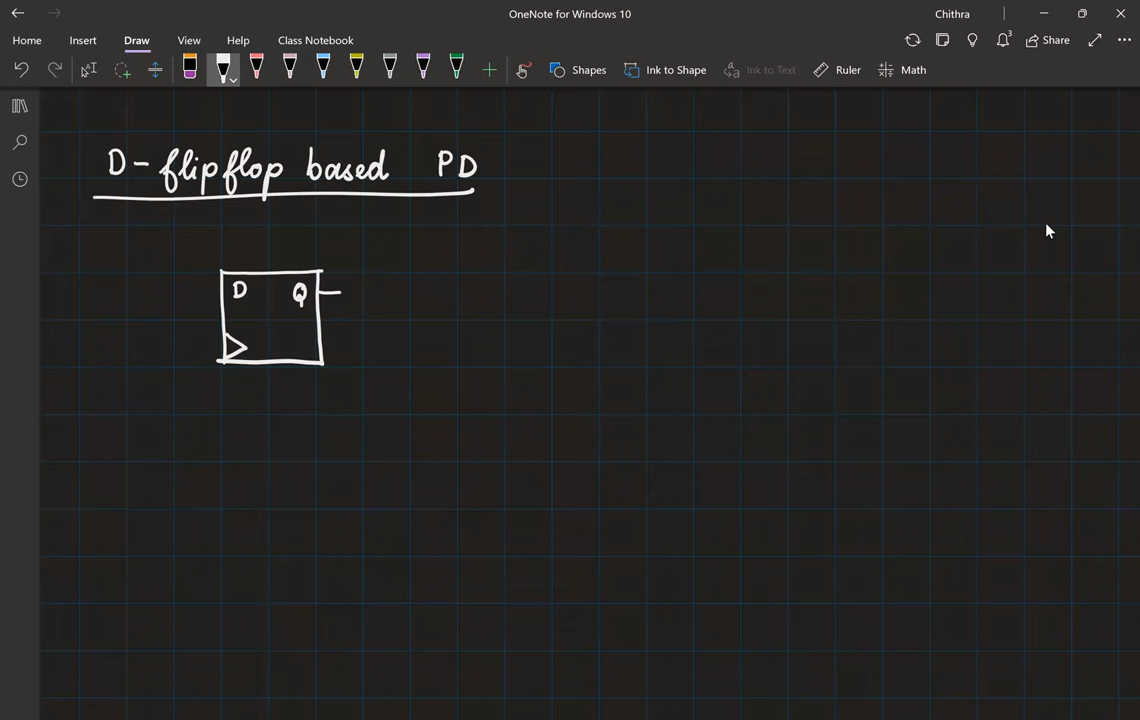 OneNote for Windows 10
Chithra
Home Insert Draw View Help Class Notebook
3 Share
Shapes Ink to Shape Ink to Text Ruler Math
D-flipflop based PD
D Q